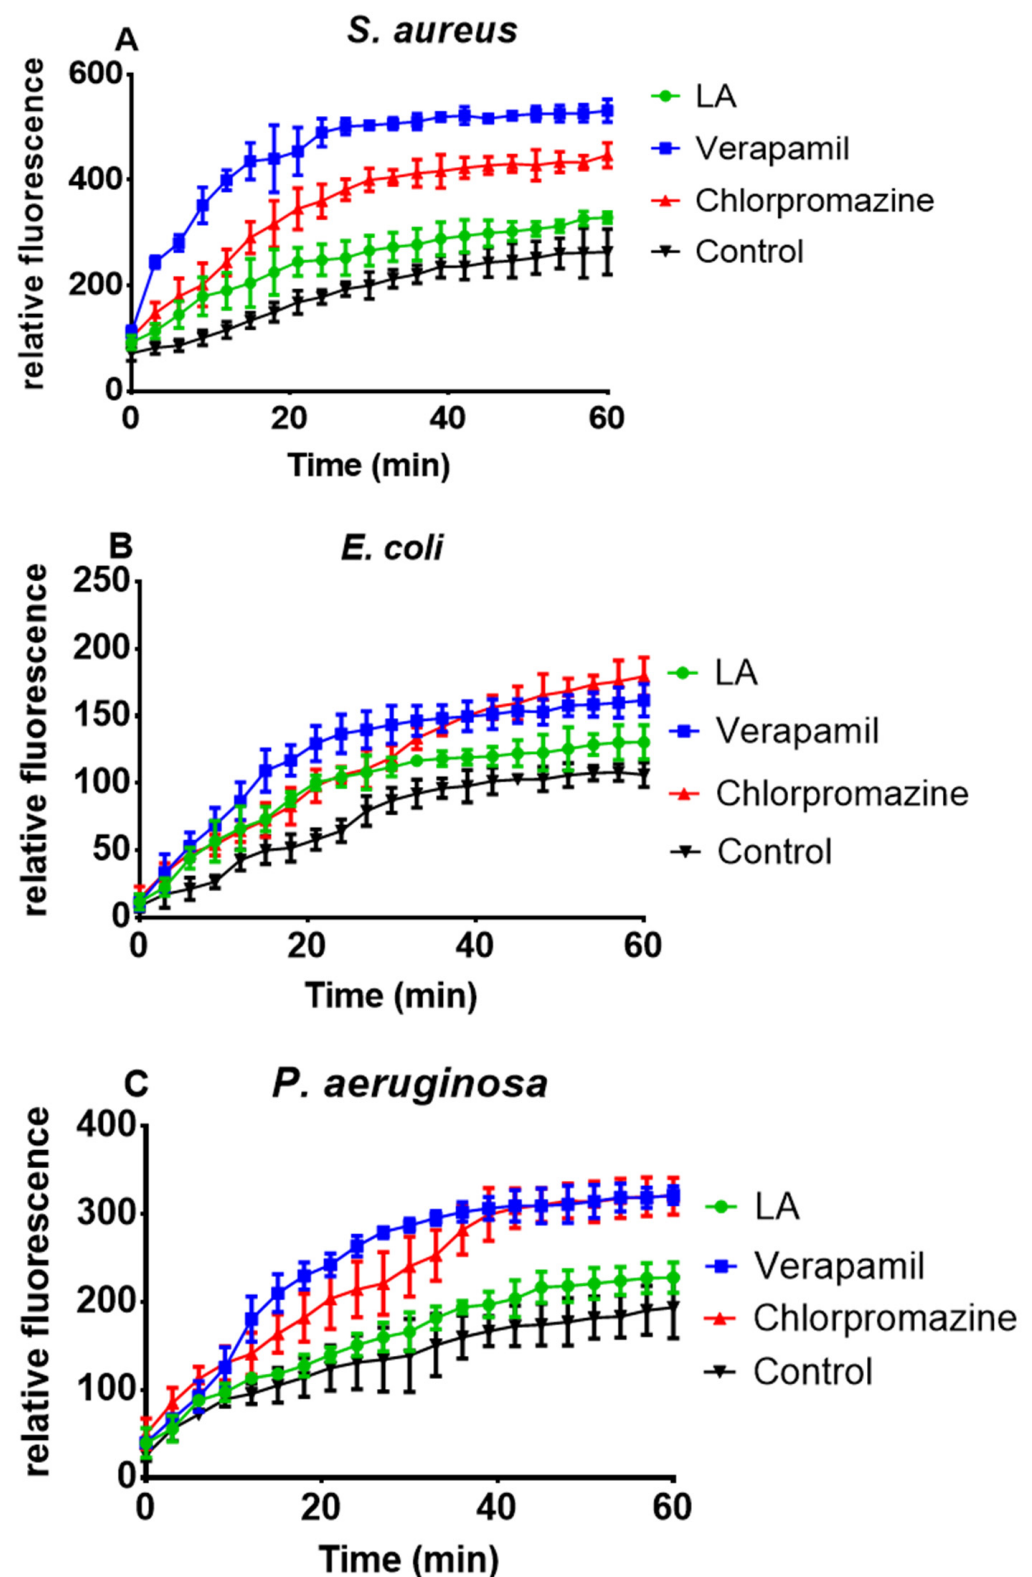 A
S. aureus
relative fluorescence
600
400
200
0
0
20
40
60
Time (min)
LA
Verapamil
Chlorpromazine
Control
B
E. coli
relative fluorescence
250
200
150
100
50
0
0
20
40
60
Time (min)
LA
Verapamil
Chlorpromazine
Control
C
P. aeruginosa
relative fluorescence
400
300
200
100
0
0
20
40
60
Time (min)
LA
Verapamil
Chlorpromazine
Control